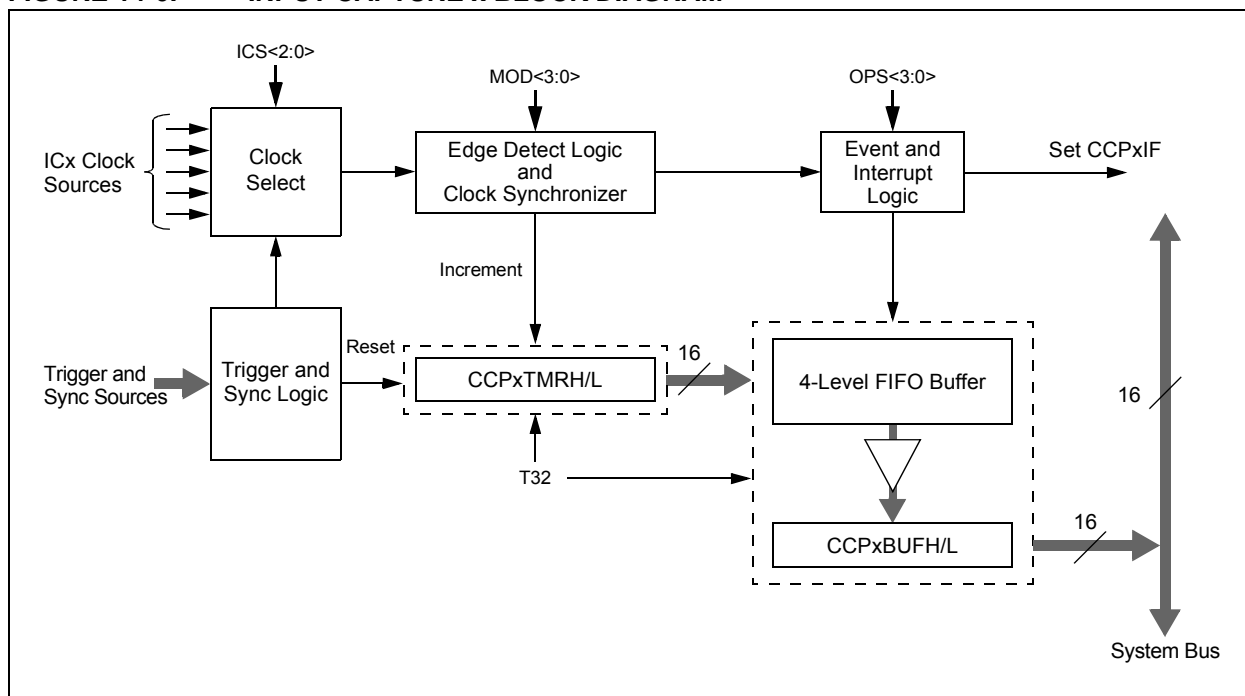 ICS<2:0>
MOD<3:0>
OPS<3:0>
ICx Clock
Sources
Clock
Select
Edge Detect Logic
and
Clock Synchronizer
Event and
Interrupt
Logic
Set CCPxIF
Increment
Reset
Trigger and
Sync Sources
Trigger and
Sync Logic
CCPxTMRH/L
16
4-Level FIFO Buffer
16
T32
CCPxBUFH/L
16
System Bus